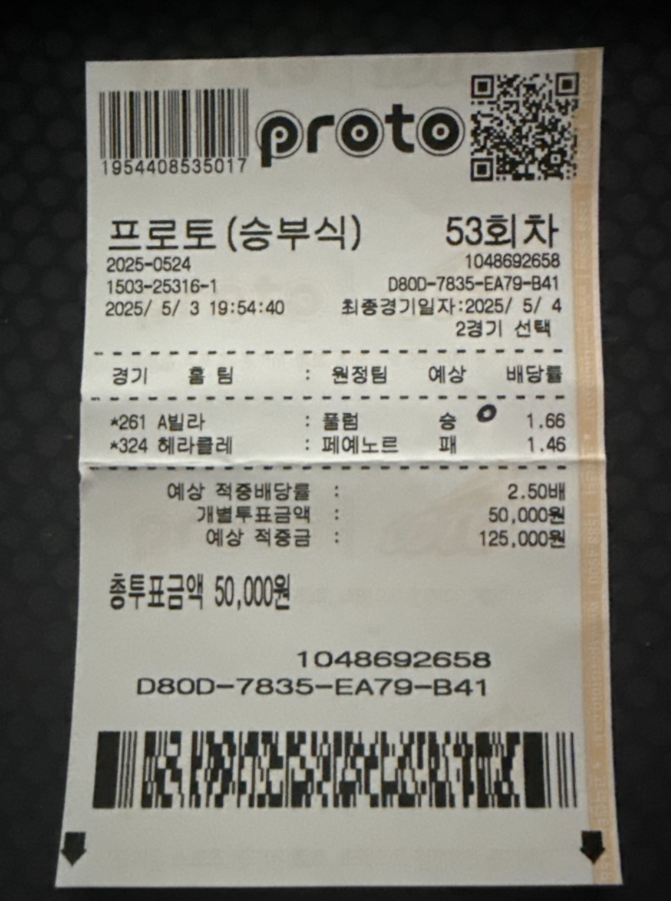 1954408535017
proto
프로토(승부식) 53회차
2025-0524 1048692658
1503-25316-1 D80D-7835-EA79-B41
2025/ 5/ 3 19:54:40 최종경기일자:2025/ 5/ 4
2경기 선택
경기 홈 팀 : 원정팀 예상 배당률
*261 A빌라 : 풀럼 승 1.66
*324 헤라클레 : 페예노르 패 1.46
예상 적중배당률 : 2.50배
개별투표금액 : 50,000원
예상 적중금 : 125,000원
총투표금액 50,000원
1048692658
D80D-7835-EA79-B41